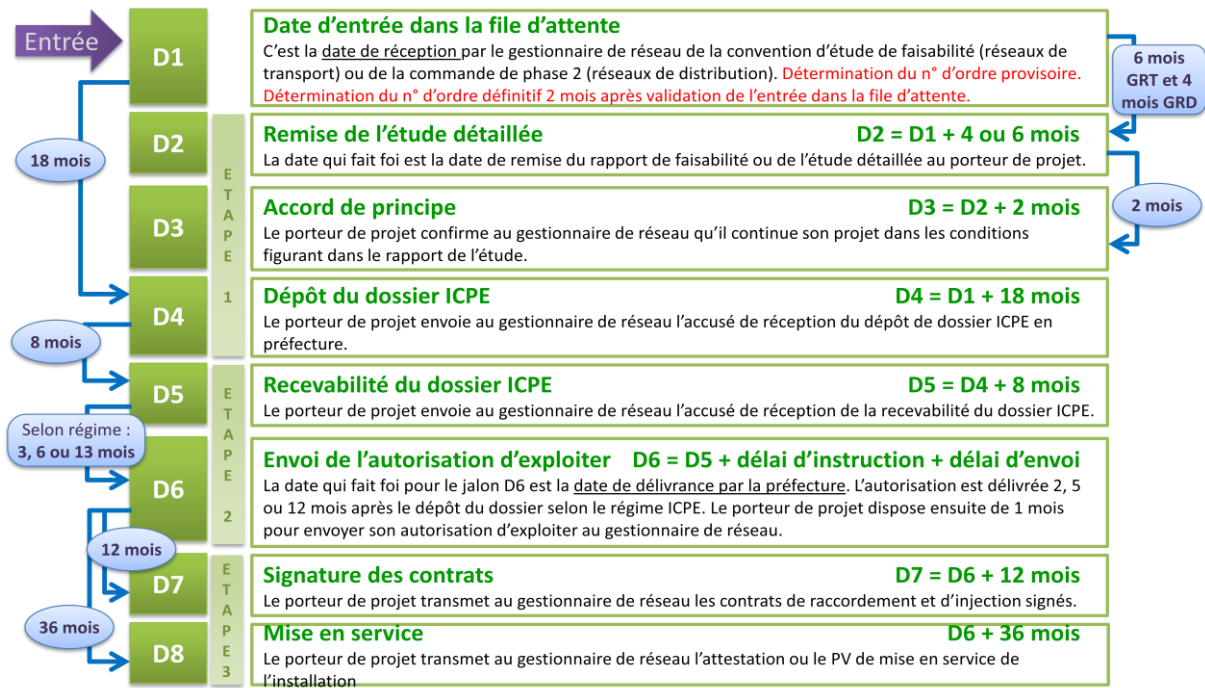 Entrée
D1
Date d'entrée dans la file d'attente
C'est la date de réception par le gestionnaire de réseau de la convention d'étude de faisabilité (réseaux de
transport) ou de la commande de phase 2 (réseaux de distribution). Détermination du n° d'ordre provisoire.
Détermination du n° d'ordre définitif 2 mois après validation de l'entrée dans la file d'attente.
6 mois
GRT et 4
mois GRD
18 mois
ETAPE 1
D2
Remise de l'étude détaillée D2 = D1 + 4 ou 6 mois
La date qui fait foi est la date de remise du rapport de faisabilité ou de l'étude détaillée au porteur de projet.
2 mois
D3
Accord de principe D3 = D2 + 2 mois
Le porteur de projet confirme au gestionnaire de réseau qu'il continue son projet dans les conditions
figurant dans le rapport de l'étude.
D4
Dépôt du dossier ICPE D4 = D1 + 18 mois
Le porteur de projet envoie au gestionnaire de réseau l'accusé de réception du dépôt de dossier ICPE en
préfecture.
8 mois
ETAPE 2
D5
Recevabilité du dossier ICPE D5 = D4 + 8 mois
Le porteur de projet envoie au gestionnaire de réseau l'accusé de réception de la recevabilité du dossier ICPE.
Selon régime :
3, 6 ou 13 mois
D6
Envoi de l'autorisation d'exploiter D6 = D5 + délai d'instruction + délai d'envoi
La date qui fait foi pour le jalon D6 est la date de délivrance par la préfecture. L'autorisation est délivrée 2, 5
ou 12 mois après le dépôt du dossier selon le régime ICPE. Le porteur de projet dispose ensuite de 1 mois
pour envoyer son autorisation d'exploiter au gestionnaire de réseau.
12 mois
ETAPE 3
D7
Signature des contrats D7 = D6 + 12 mois
Le porteur de projet transmet au gestionnaire de réseau les contrats de raccordement et d'injection signés.
36 mois
D8
Mise en service D6 + 36 mois
Le porteur de projet transmet au gestionnaire de réseau l'attestation ou le PV de mise en service de
l'installation